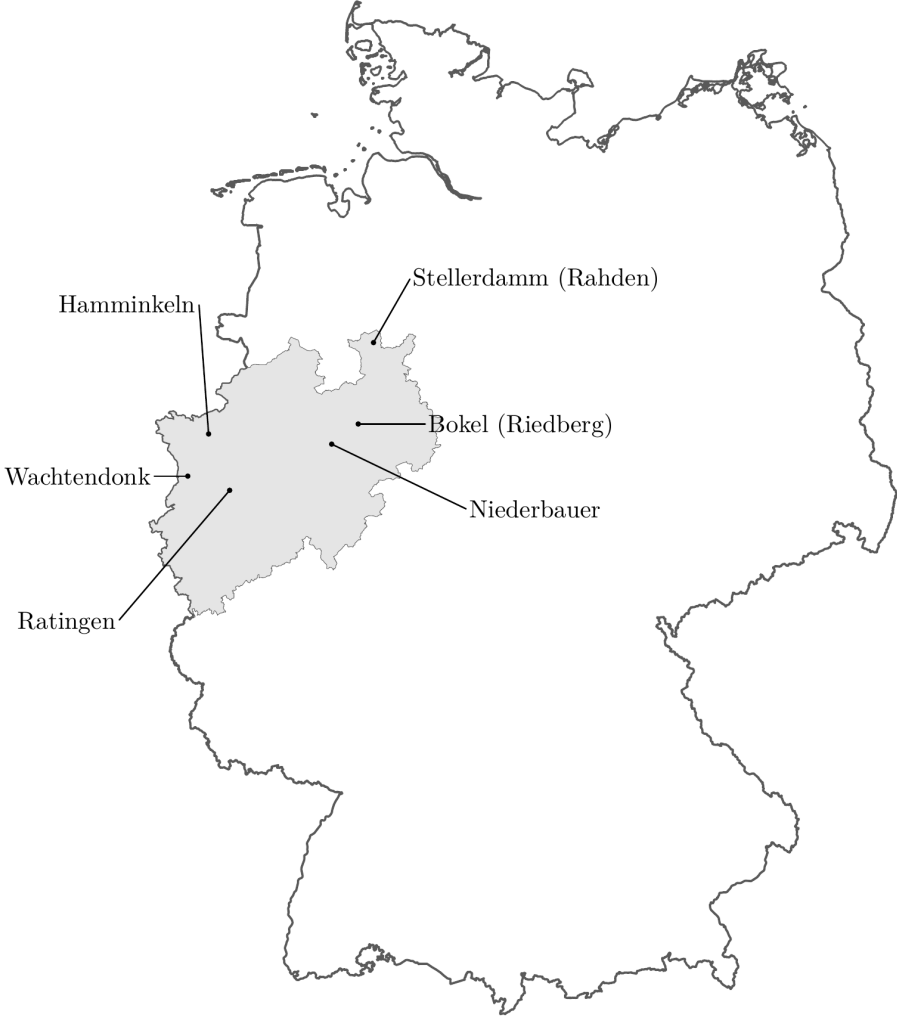 Stellerdamm (Rahden)
Hamminkeln
Bokel (Riedberg)
Wachtendonk
Niederbauer
Ratingen